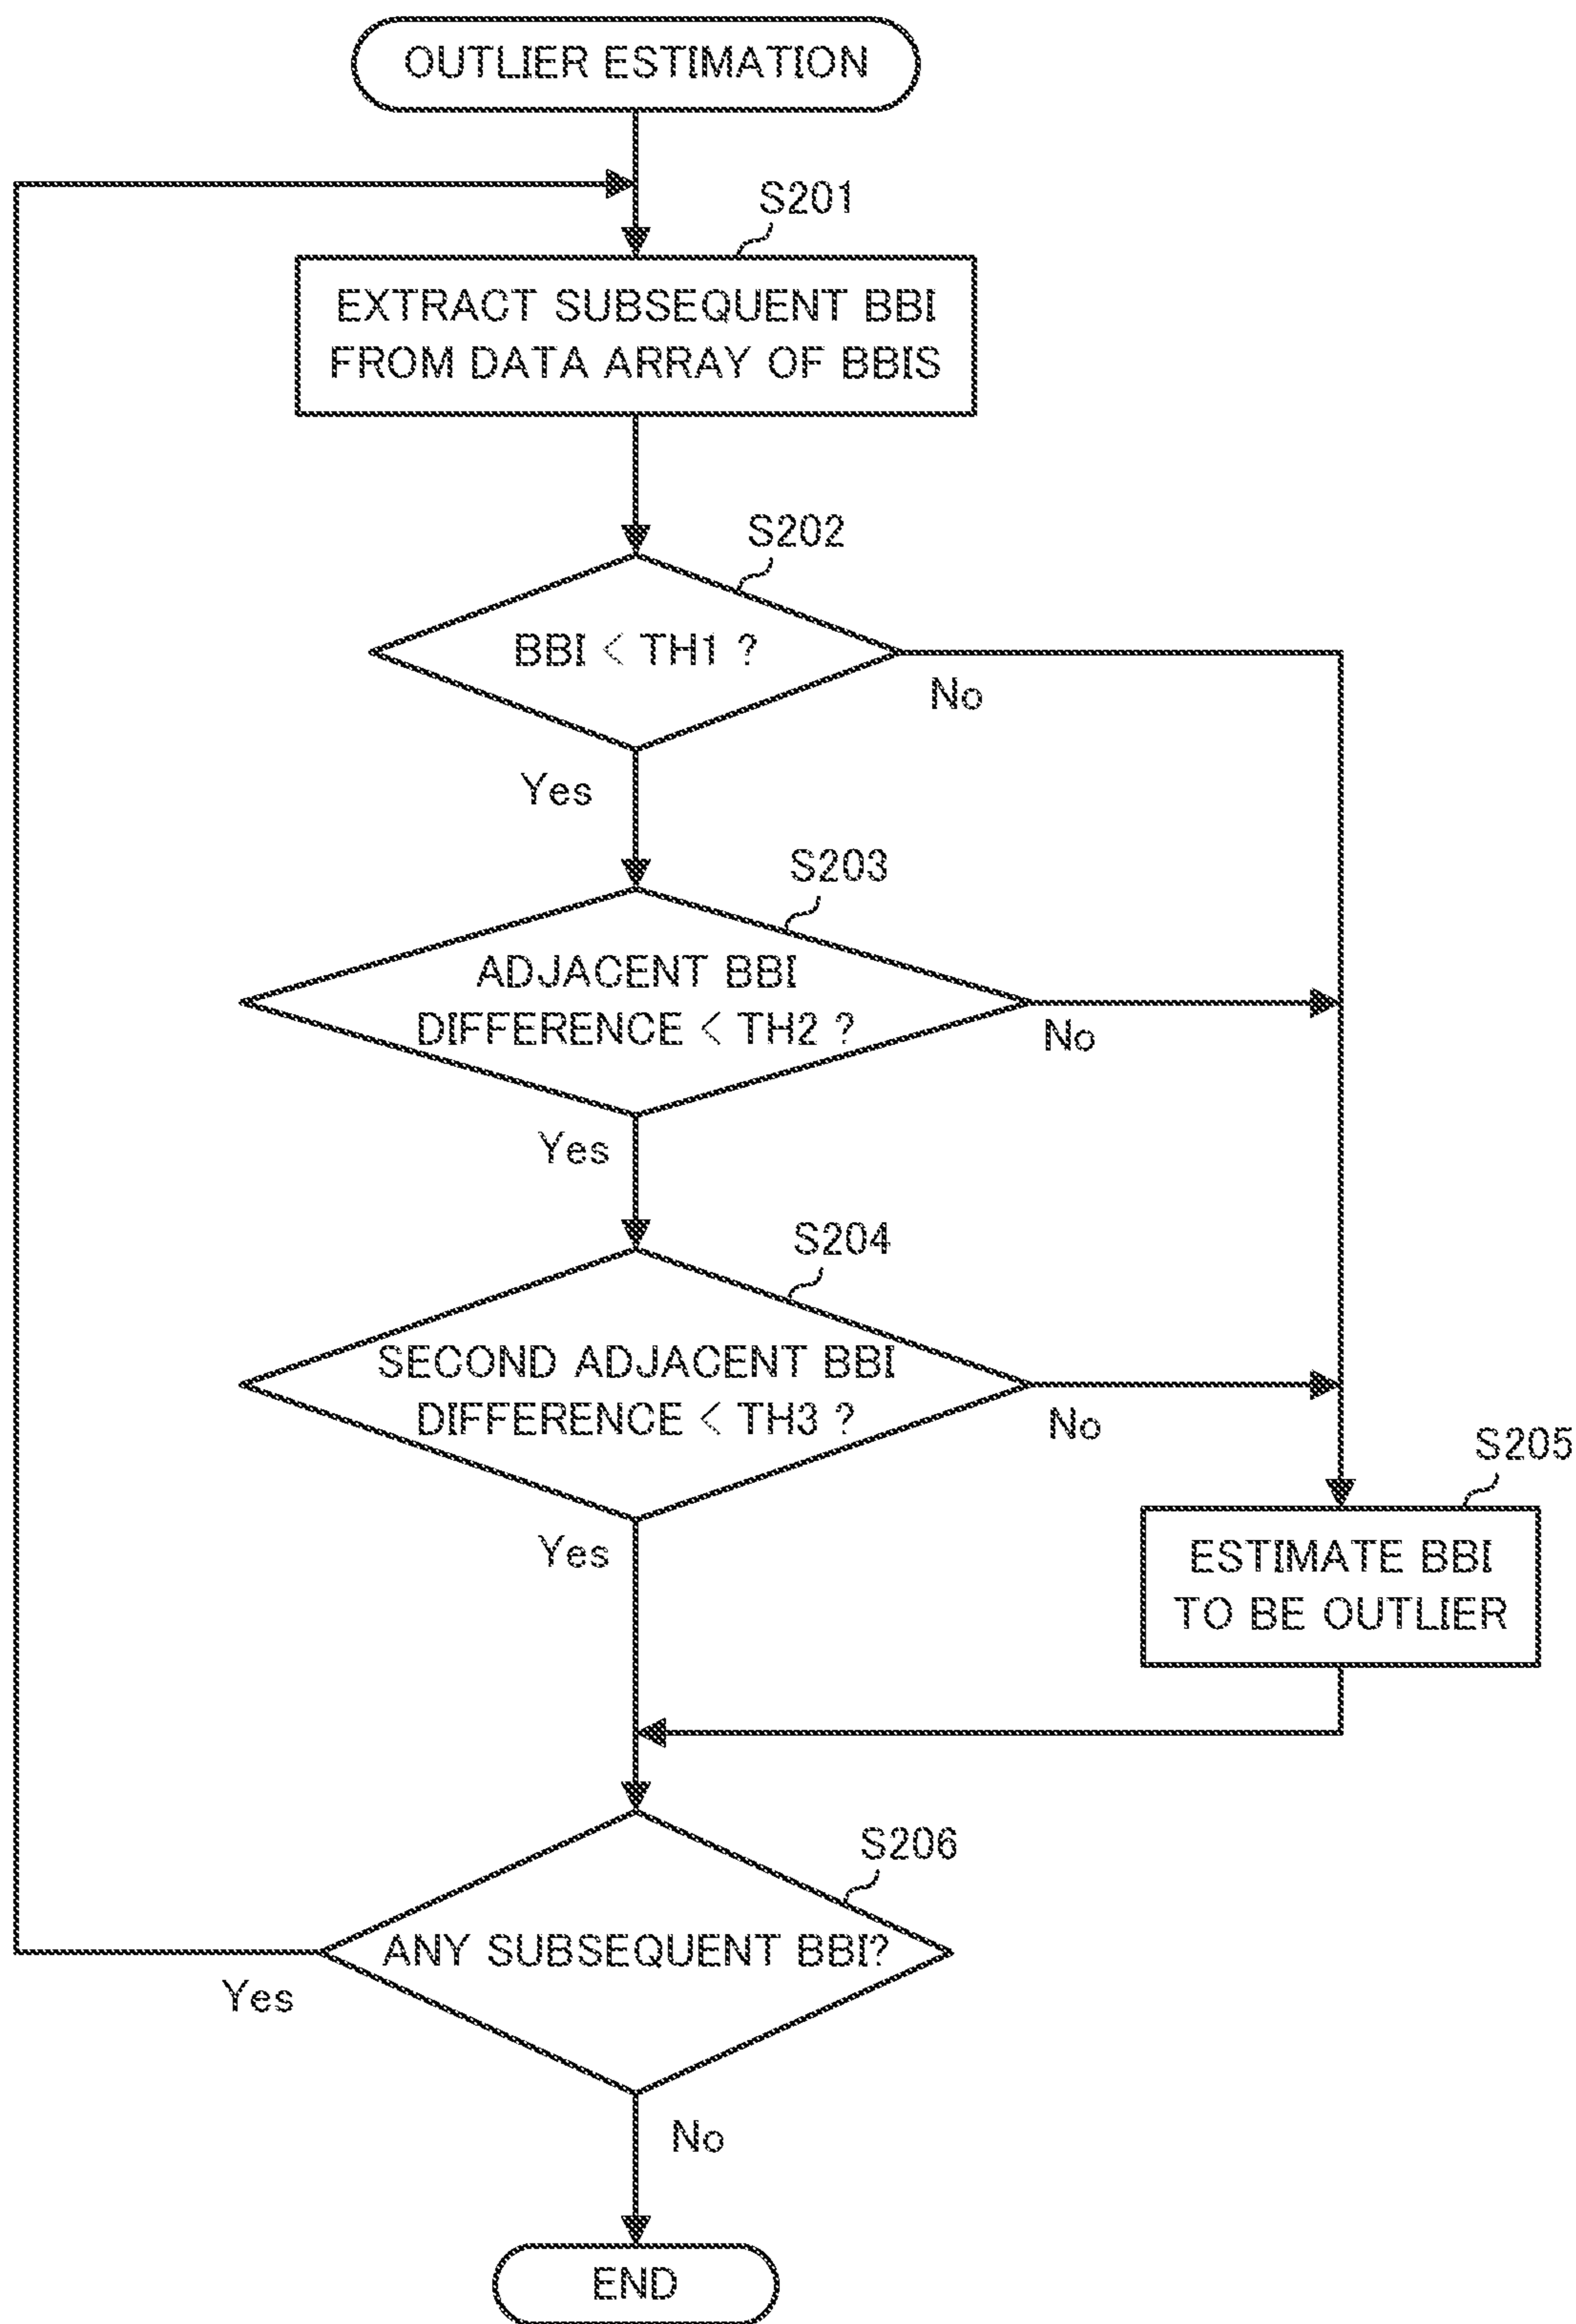 OUTLIER ESTIMATION
S201
EXTRACT SUBSEQUENT BBI
FROM DATA ARRAY OF BBIS
S202
BBI < TH1 ?
No
Yes
S203
ADJACENT BBI
DIFFERENCE < TH2 ?
No
Yes
S204
SECOND ADJACENT BBI
DIFFERENCE < TH3 ?
No
Yes
S205
ESTIMATE BBI
TO BE OUTLIER
S206
ANY SUBSEQUENT BBI?
Yes
No
END